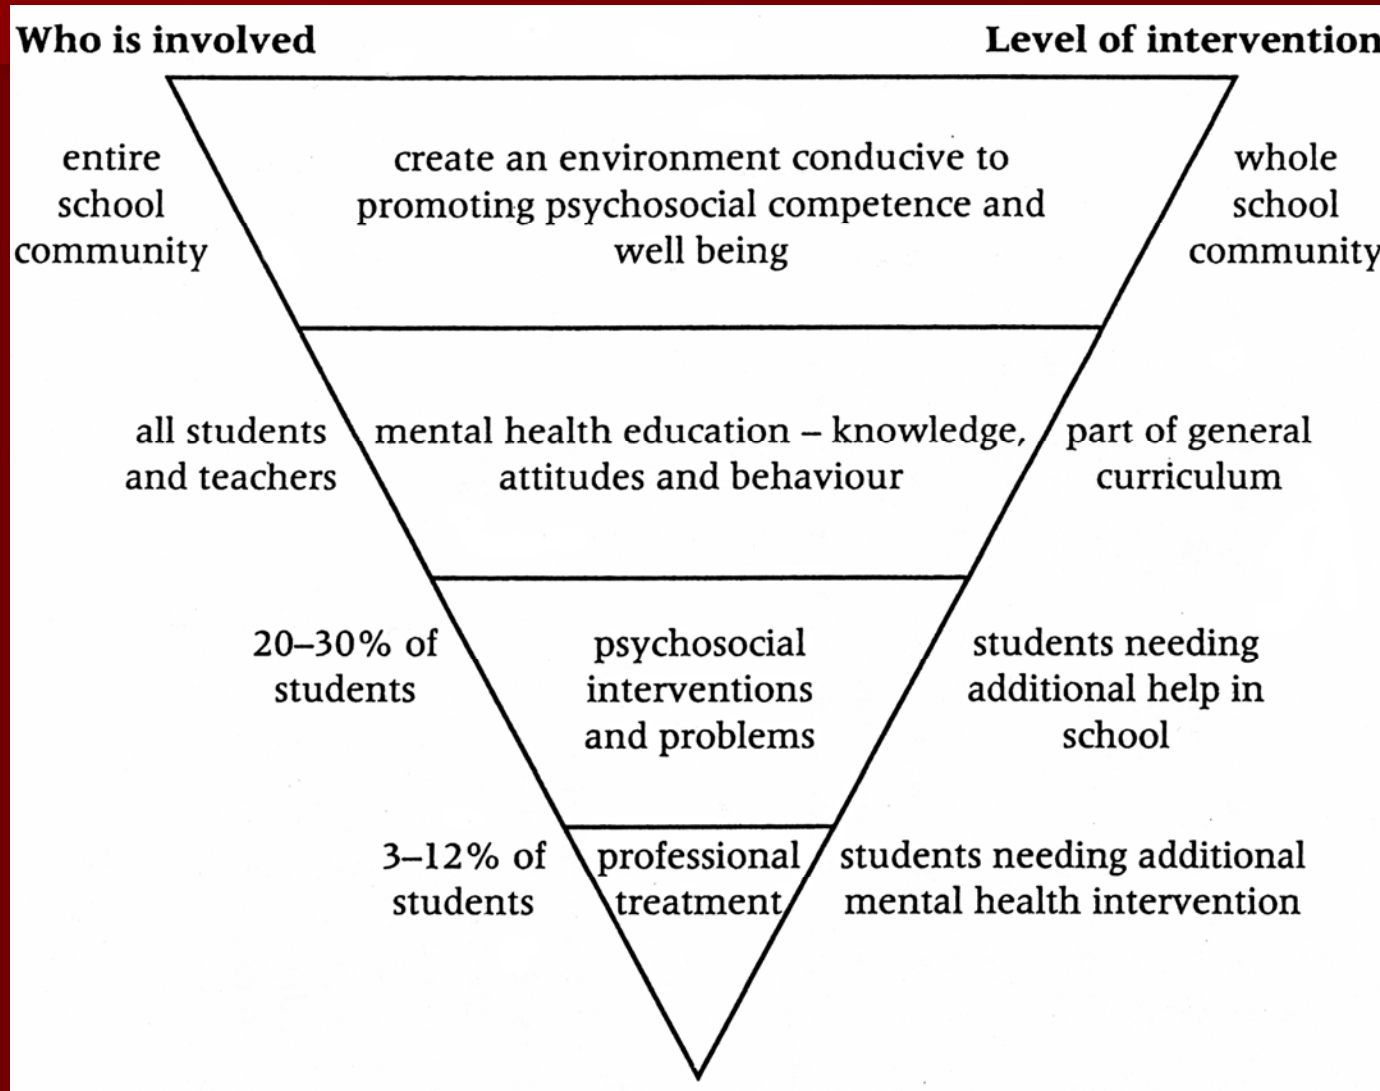 Who is involved
Level of intervention
entire
school
community
create an environment conducive to
promoting psychosocial competence and
well being
whole
school
community
all students
and teachers
mental health education – knowledge,
attitudes and behaviour
part of general
curriculum
20–30% of
students
psychosocial
interventions
and problems
students needing
additional help in
school
3–12% of
students
professional
treatment
students needing additional
mental health intervention